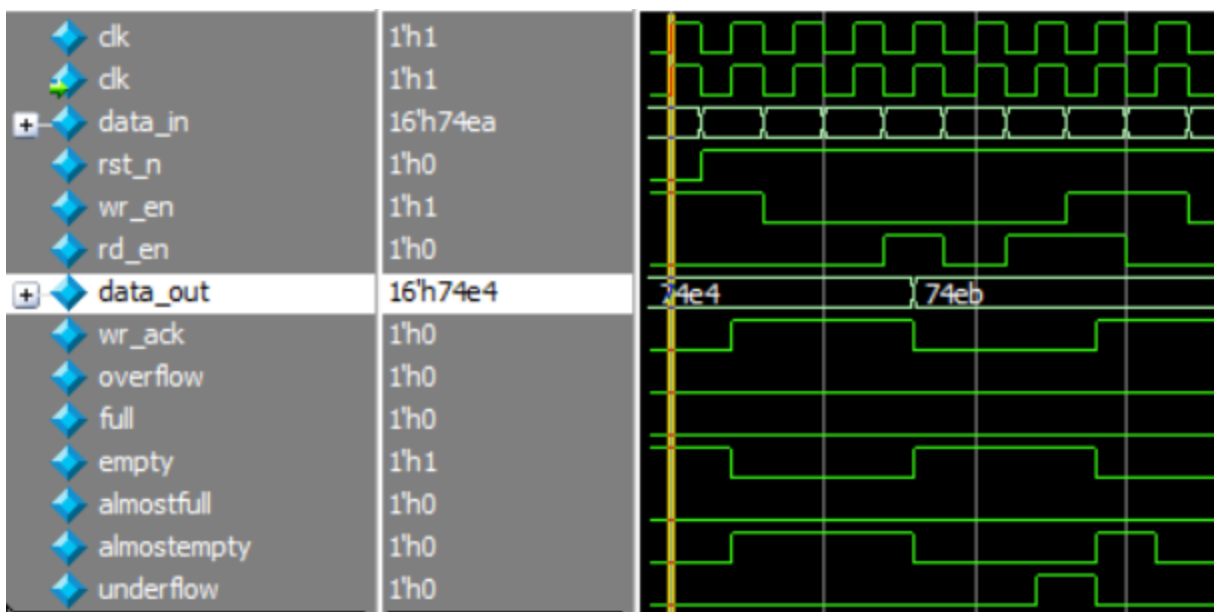 clk 1'h1
clk 1'h1
data_in 16'h74ea
rst_n 1'h0
wr_en 1'h1
rd_en 1'h0
data_out 16'h74e4 74e4 74eb
wr_ack 1'h0
overflow 1'h0
full 1'h0
empty 1'h1
almostfull 1'h0
almostempty 1'h0
underflow 1'h0